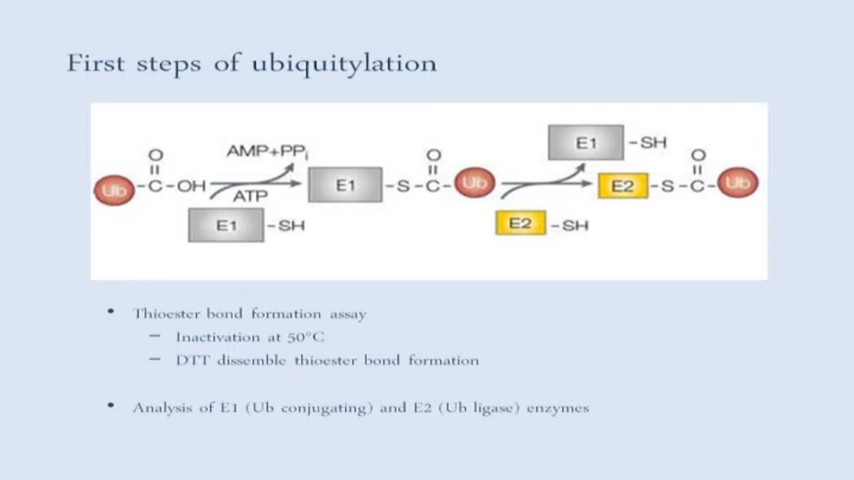 First steps of ubiquitylation
O
AMP+PPi
O
E1 -SH
O
Ub -C-OH
ATP
E1 -S-C- Ub
E2 -S-C- Ub
E1 -SH
E2 -SH
• Thioester bond formation assay
– Inactivation at 50°C
– DTT dissemble thioester bond formation
• Analysis of E1 (Ub conjugating) and E2 (Ub ligase) enzymes